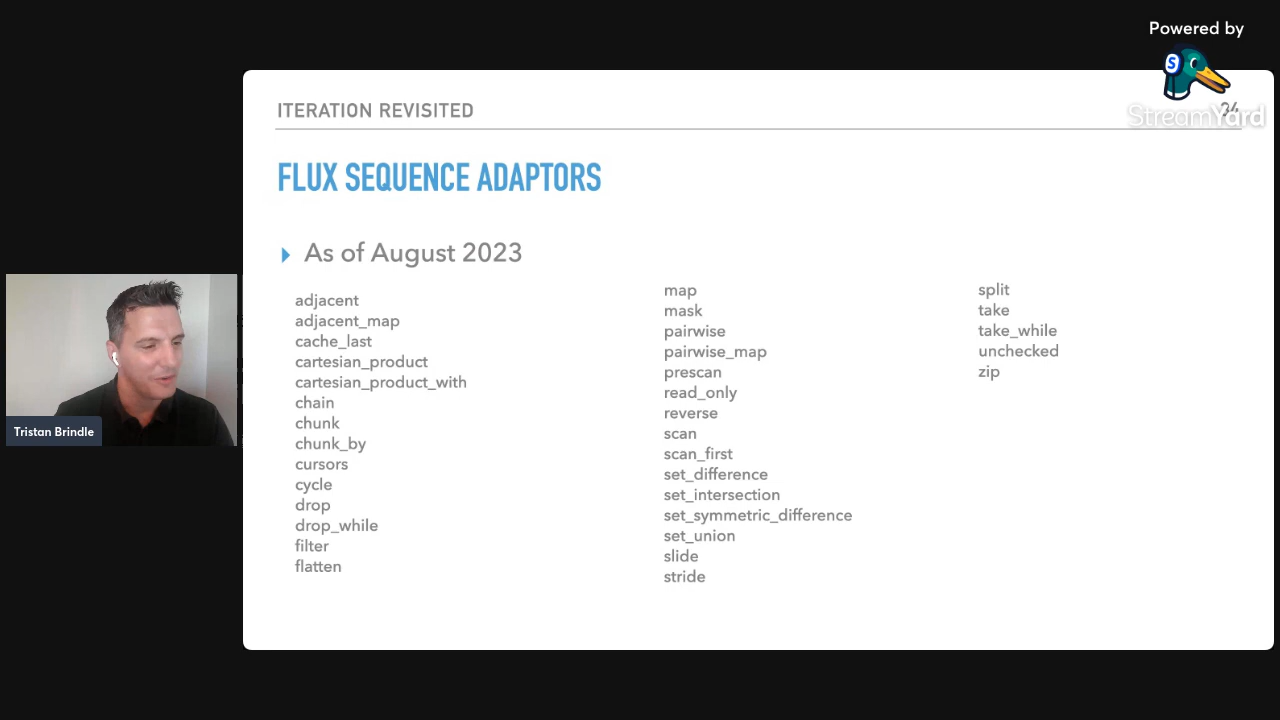 Powered by
StreamYard
ITERATION REVISITED
34
FLUX SEQUENCE ADAPTORS
As of August 2023
adjacent
adjacent_map
cache_last
cartesian_product
cartesian_product_with
chain
chunk
chunk_by
cursors
cycle
drop
drop_while
filter
flatten
map
mask
pairwise
pairwise_map
prescan
read_only
reverse
scan
scan_first
set_difference
set_intersection
set_symmetric_difference
set_union
slide
stride
split
take
take_while
unchecked
zip
Tristan Brindle